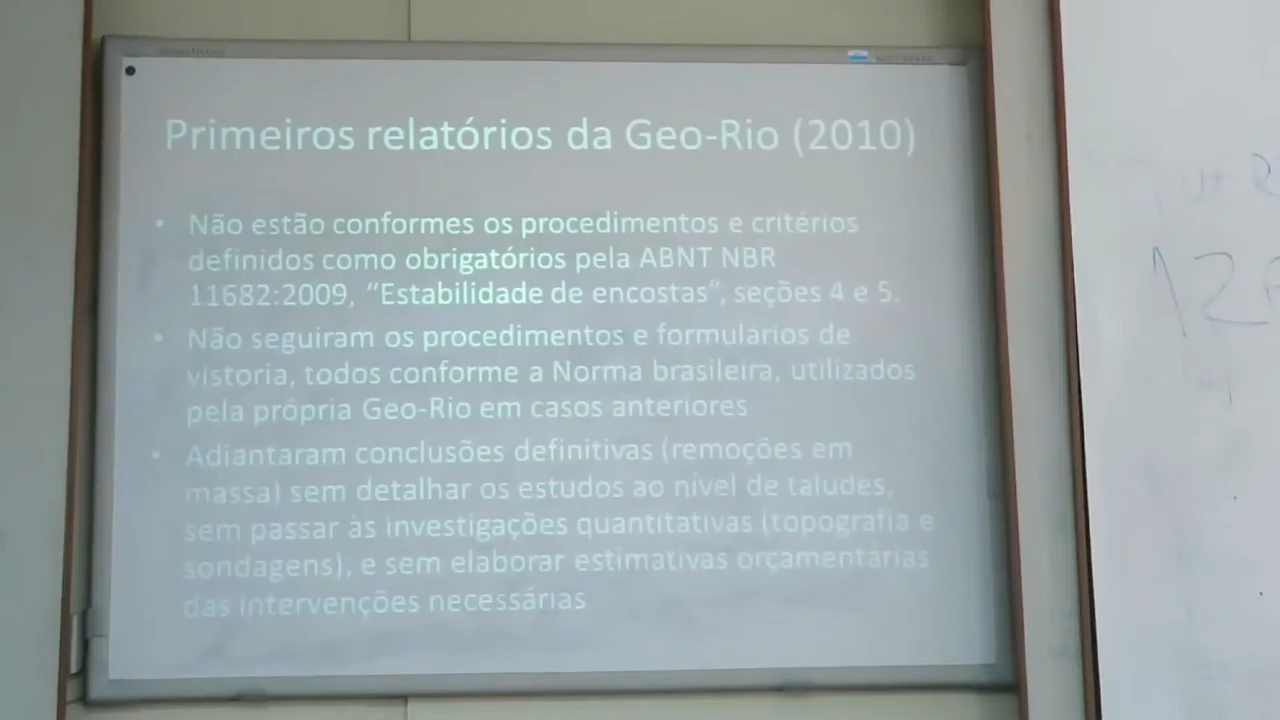 Primeiros relatórios da Geo-Rio (2010)
• Não estão conformes os procedimentos e critérios
definidos como obrigatórios pela ABNT NBR
11682:2009, “Estabilidade de encostas”, seções 4 e 5.
• Não seguiram os procedimentos e formulários de
vistoria, todos conforme a Norma brasileira, utilizados
pela própria Geo-Rio em casos anteriores
• Adiantaram conclusões definitivas (remoções em
massa) sem detalhar os estudos ao nível de taludes,
sem passar às investigações quantitativas (topografia e
sondagens), e sem elaborar estimativas orçamentárias
das intervenções necessárias